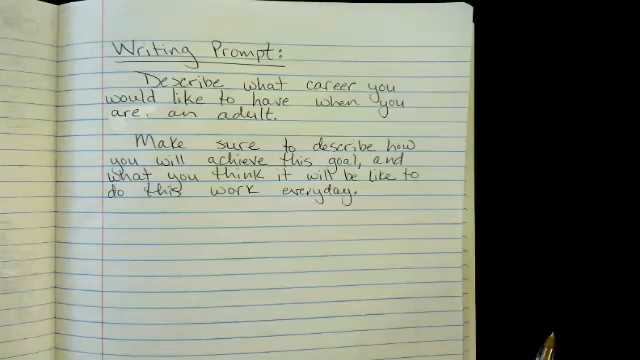 Writing Prompt:
Describe what career you
would like to have when you
are. an adult.
Make sure to describe how
you will achieve this goal, and
what you think it will be like to
do this work everyday.